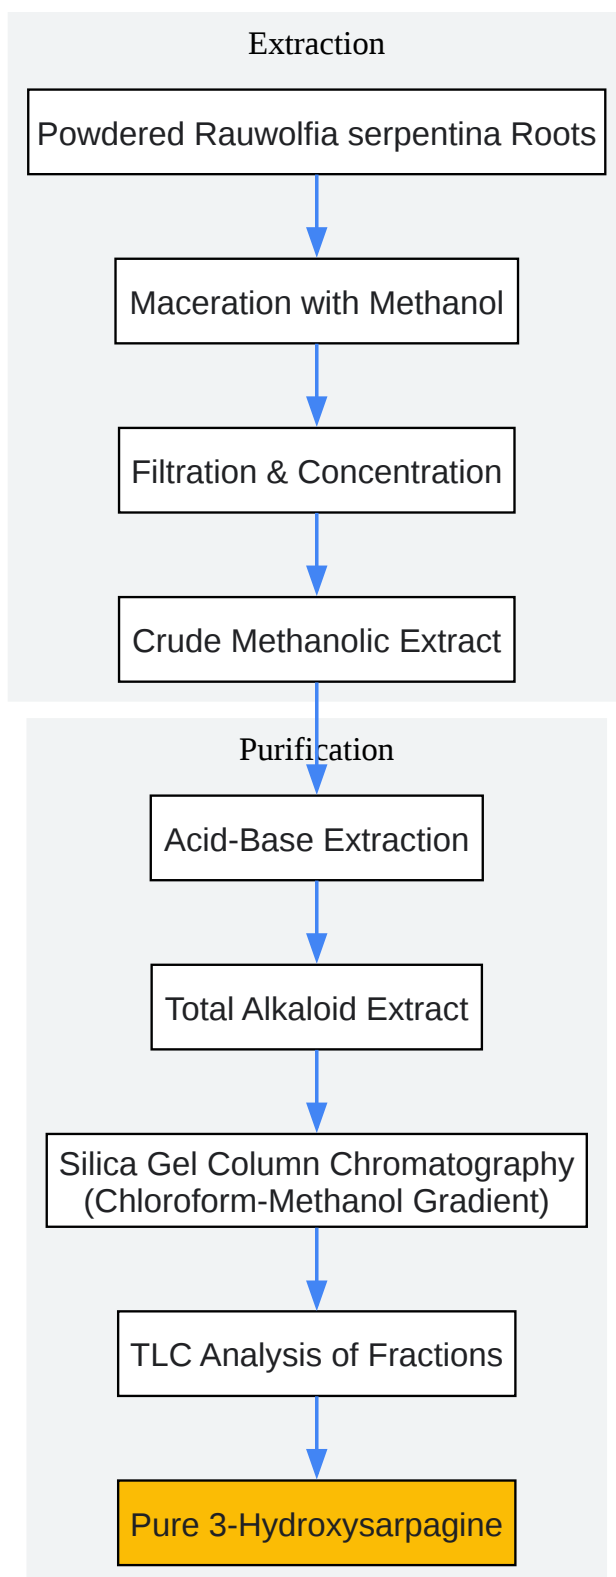 Extraction
Powdered Rauwolfia serpentina Roots
Maceration with Methanol
Filtration & Concentration
Crude Methanolic Extract
Purification
Acid-Base Extraction
Total Alkaloid Extract
Silica Gel Column Chromatography
(Chloroform-Methanol Gradient)
TLC Analysis of Fractions
Pure 3-Hydroxysarpagine